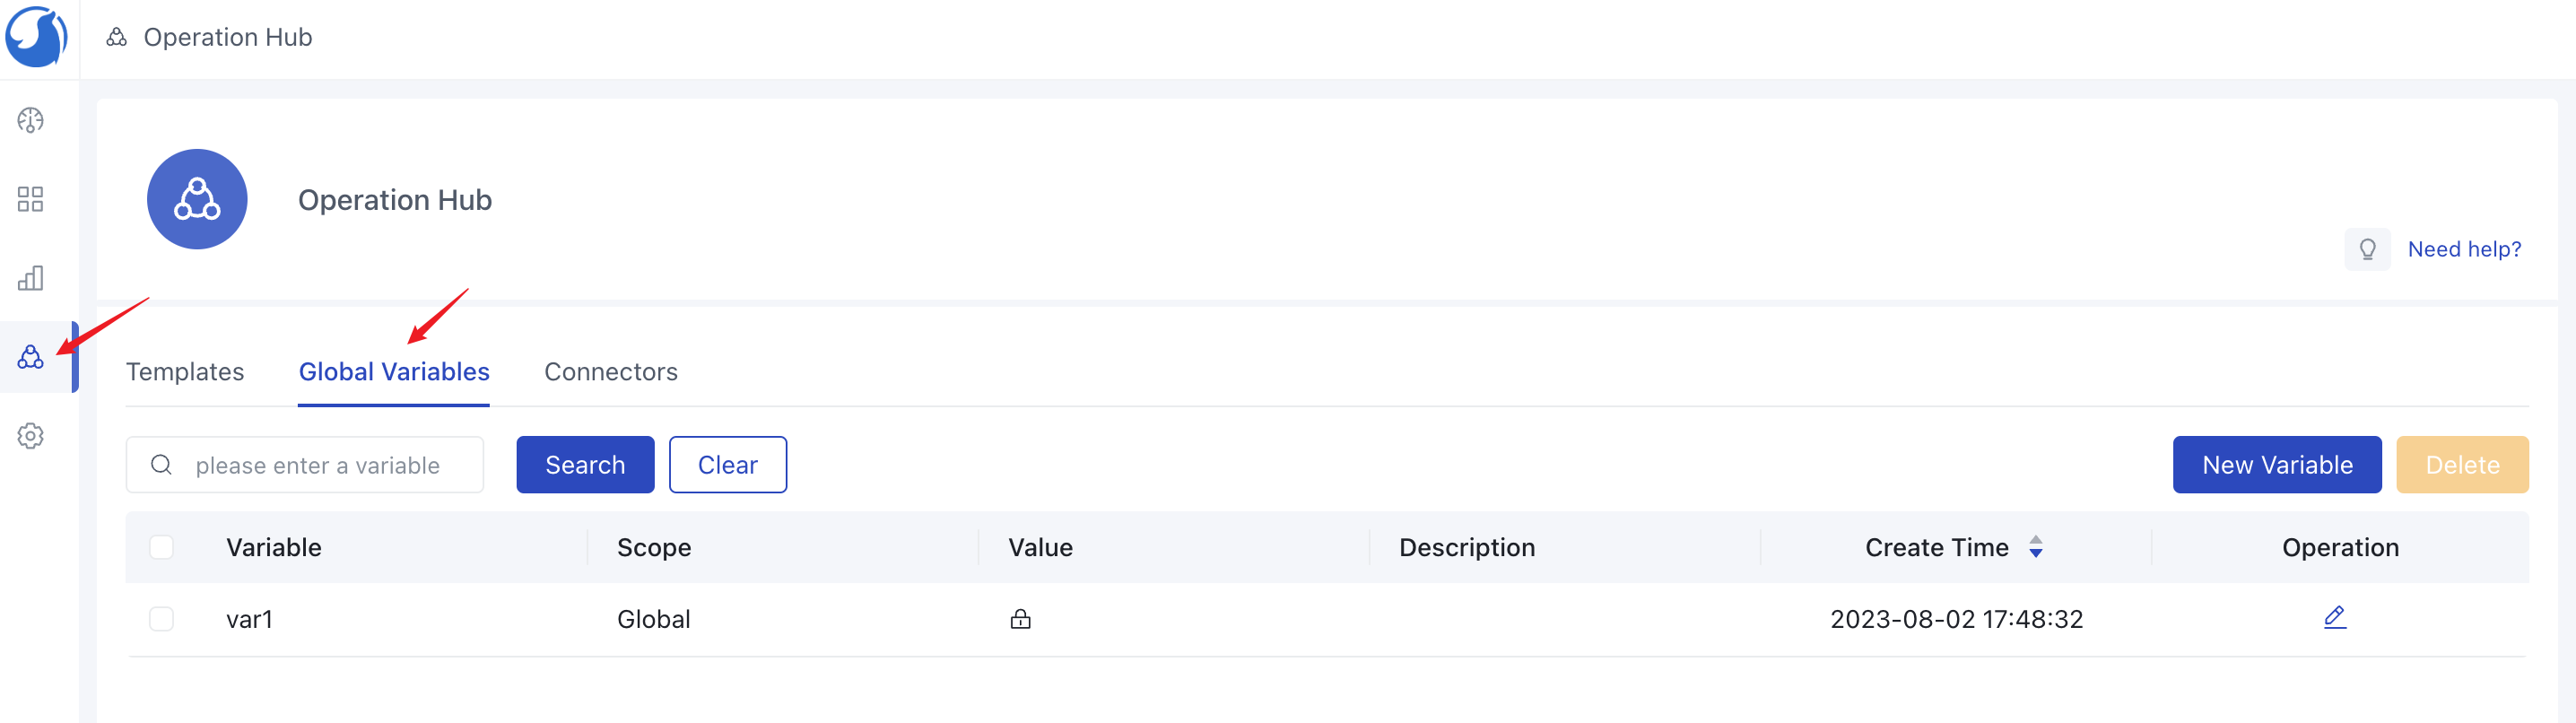 Operation Hub
Operation Hub
Need help?
Templates Global Variables Connectors
please enter a variable Search Clear New Variable Delete
Variable Scope Value Description Create Time Operation
var1 Global 2023-08-02 17:48:32